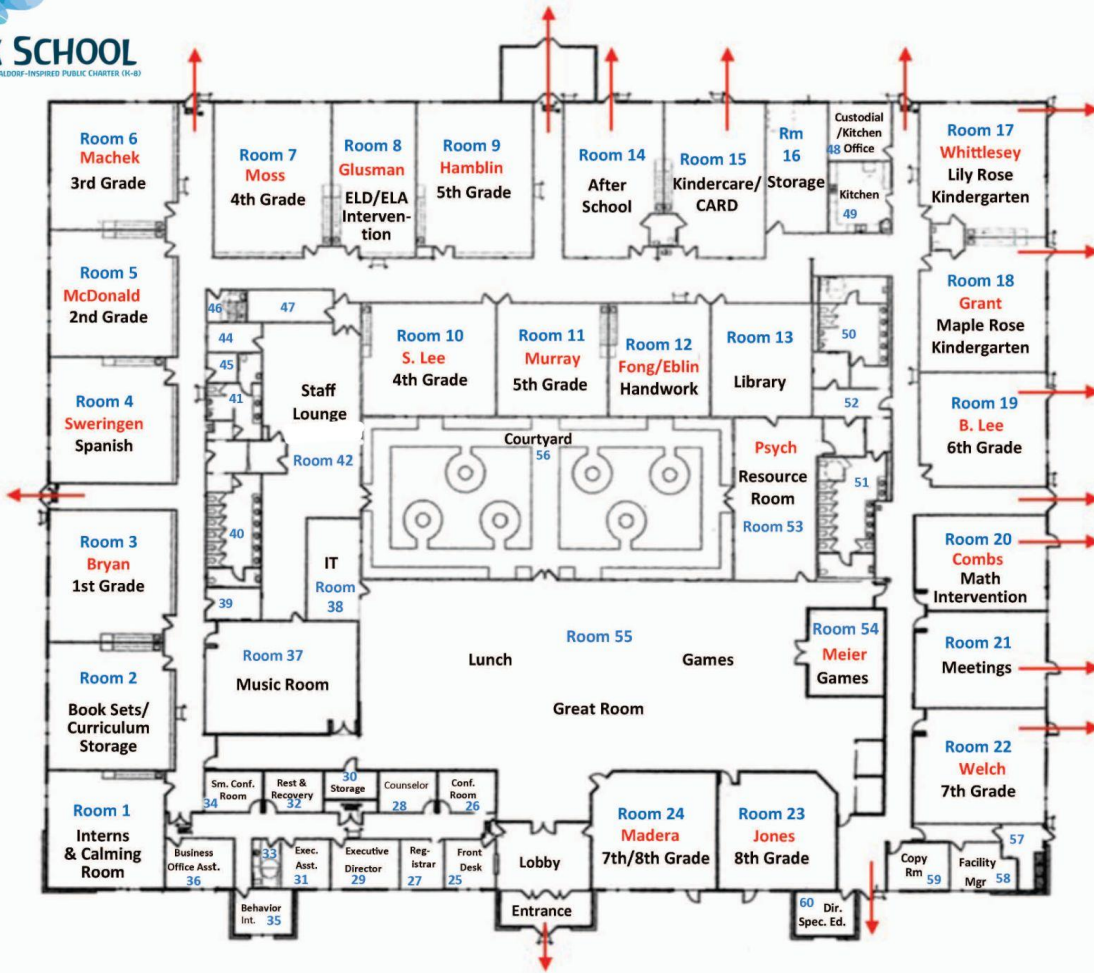 SCHOOL
ALDORF-INSPIRED PUBLIC CHARTER (K-8)
Room 6
Machek
3rd Grade
Room 7
Moss
4th Grade
Room 8
Glusman
ELD/ELA
Interven-
tion
Room 9
Hamblin
5th Grade
Room 14
After
School
Room 15
Kindercare/
CARD
Rm
16
Storage
Custodial
/Kitchen
Office
48
Kitchen
49
Room 17
Whittlesey
Lily Rose
Kindergarten
Room 5
McDonald
2nd Grade
46
47
44
45
41
Room 10
S. Lee
4th Grade
Room 11
Murray
5th Grade
Room 12
Fong/Eblin
Handwork
Room 13
Library
50
52
Room 18
Grant
Maple Rose
Kindergarten
Room 4
Sweringen
Spanish
Staff
Lounge
Room 42
Courtyard
56
Psych
Resource
Room
Room 53
51
Room 19
B. Lee
6th Grade
Room 3
Bryan
1st Grade
40
39
IT
Room
38
Room 20
Combs
Math
Intervention
Room 2
Book Sets/
Curriculum
Storage
Room 37
Music Room
Room 55
Lunch Games
Great Room
Room 54
Meier
Games
Room 21
Meetings
Room 22
Welch
7th Grade
Room 1
Interns
& Calming
Room
Sm. Conf.
Room
34
Rest &
Recovery
32
30
Storage
Counselor
28
Conf.
Room
26
Business
Office Asst.
36
33
Exec.
Asst.
31
Executive
Director
29
Reg-
istrar
27
Front
Desk
25
Lobby
Entrance
Behavior
Int. 35
Room 24
Madera
7th/8th Grade
Room 23
Jones
8th Grade
60 Dir.
Spec. Ed.
Copy
Rm
59
Facility
Mgr 58
57